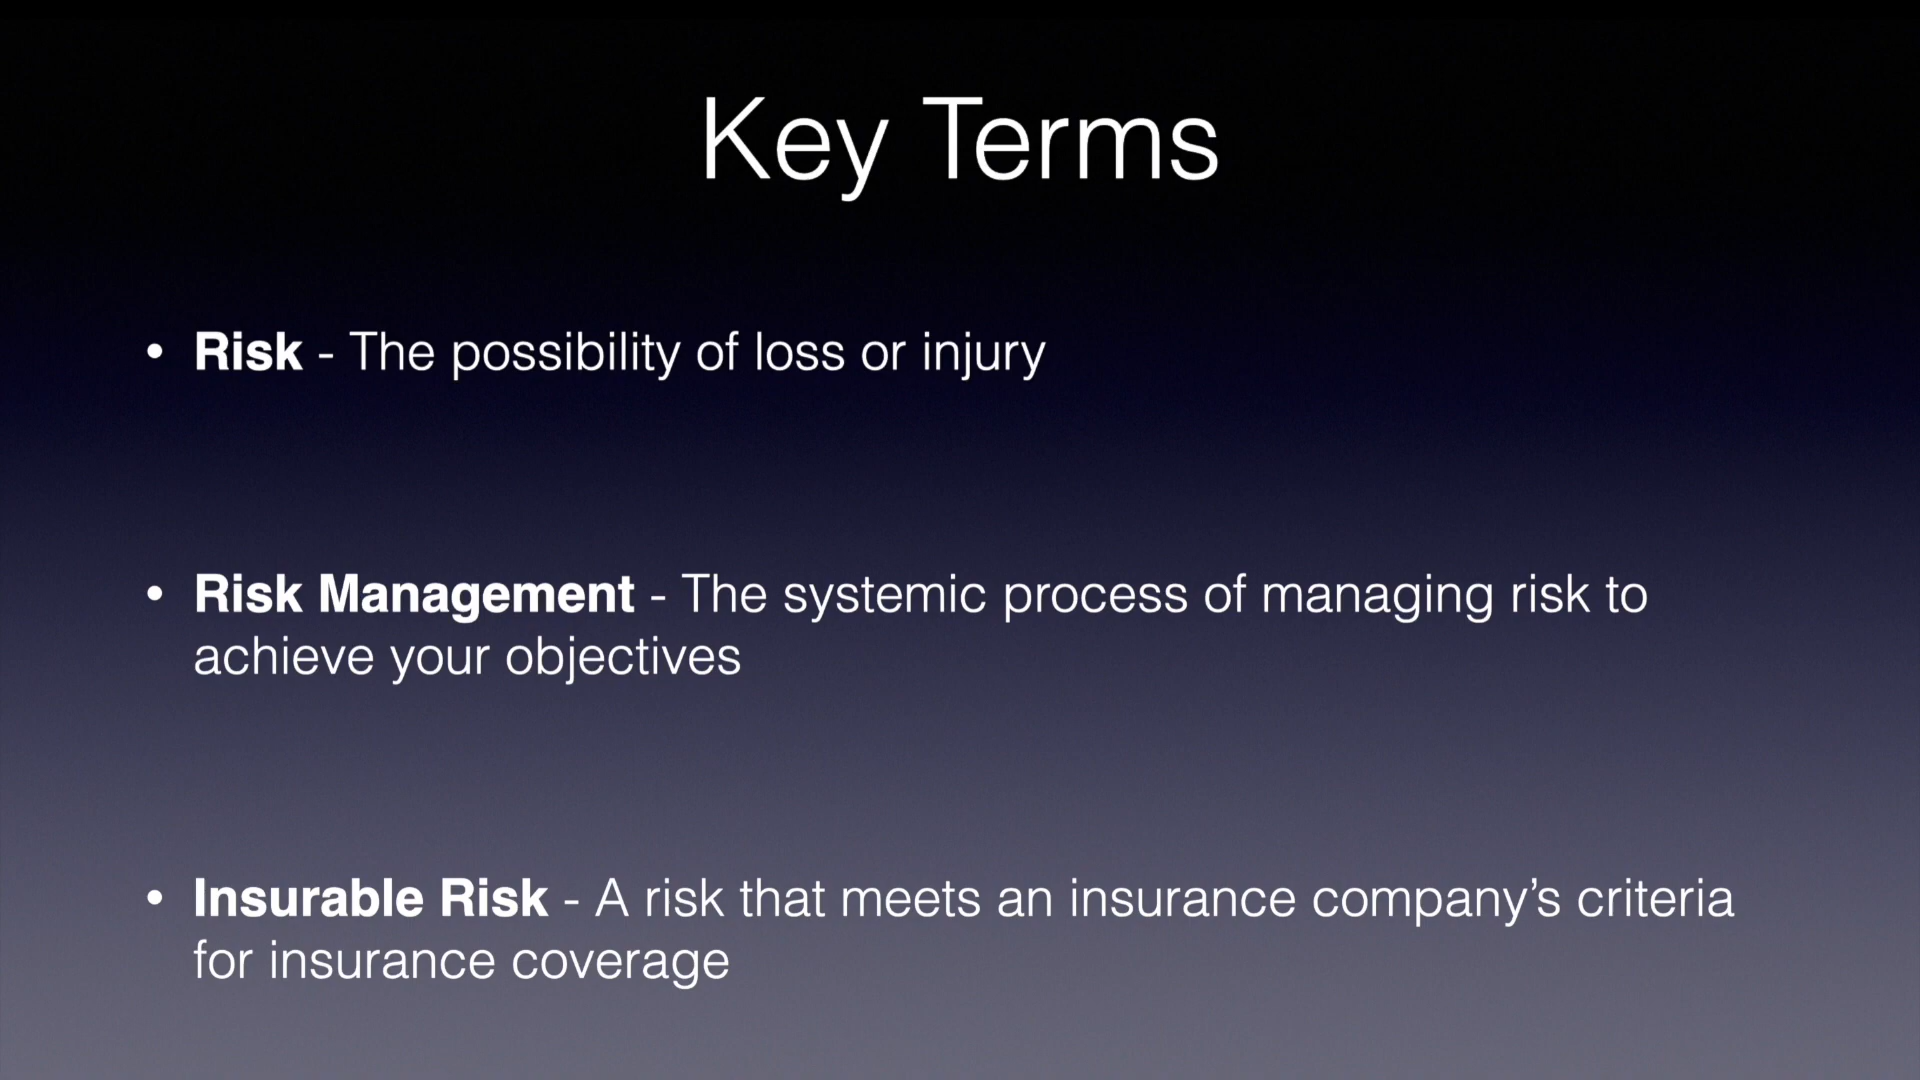 Key Terms
• Risk - The possibility of loss or injury
• Risk Management - The systemic process of managing risk to
achieve your objectives
• Insurable Risk - A risk that meets an insurance company’s criteria
for insurance coverage